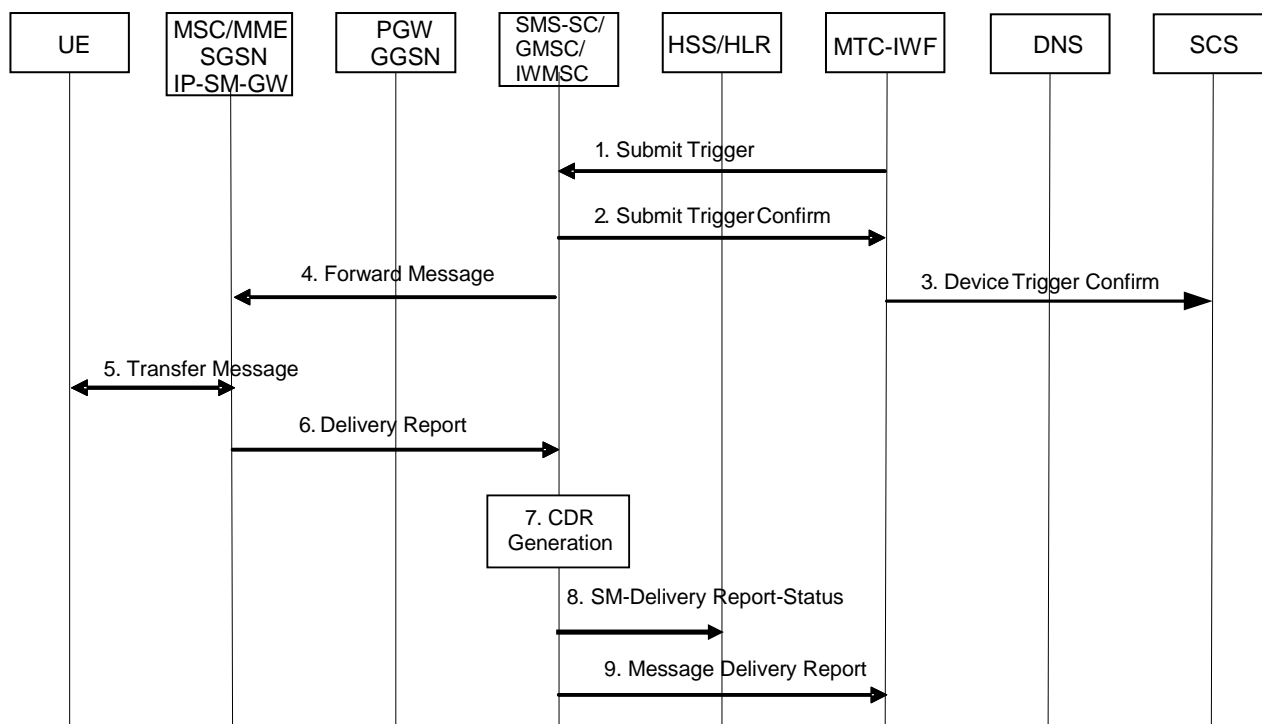 UE
MSC/MME
SGSN
IP-SM-GW
PGW
GGSN
SMS-SC/
GMSC/
IWMSC
HSS/HLR
MTC-IWF
DNS
SCS
1. Submit Trigger
2. Submit Trigger Confirm
4. Forward Message
3. Device Trigger Confirm
5. Transfer Message
6. Delivery Report
7. CDR
Generation
8. SM-Delivery Report-Status
9. Message Delivery Report